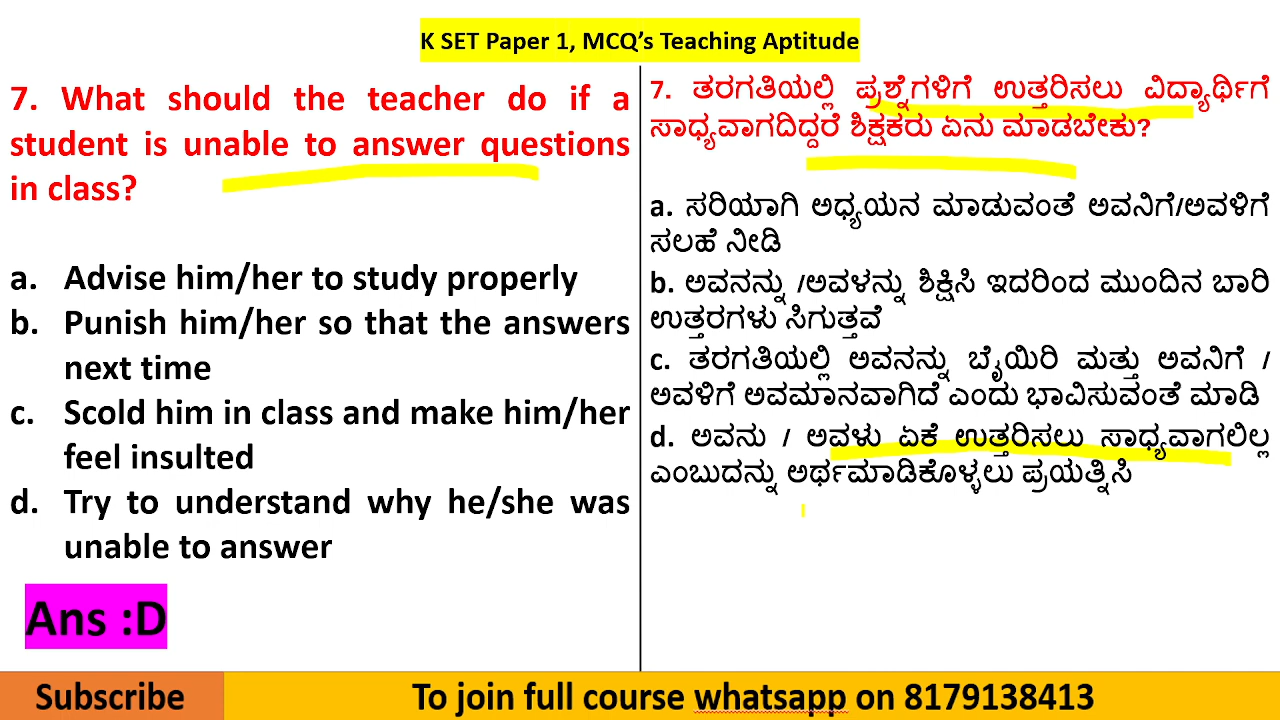 K SET Paper 1, MCQ's Teaching Aptitude
7. What should the teacher do if a
student is unable to answer questions
in class?
a. Advise him/her to study properly
b. Punish him/her so that the answers
next time
c. Scold him in class and make him/her
feel insulted
d. Try to understand why he/she was
unable to answer
Ans :D
7. ತರಗತಿಯಲ್ಲಿ ಪ್ರಶ್ನೆಗಳಿಗೆ ಉತ್ತರಿಸಲು ವಿದ್ಯಾರ್ಥಿಗೆ
ಸಾಧ್ಯವಾಗದಿದ್ದರೆ ಶಿಕ್ಷಕರು ಏನು ಮಾಡಬೇಕು?
a. ಸರಿಯಾಗಿ ಅಧ್ಯಯನ ಮಾಡುವಂತೆ ಅವನಿಗೆ/ಅವಳಿಗೆ
ಸಲಹೆ ನೀಡಿ
b. ಅವನನ್ನು /ಅವಳನ್ನು ಶಿಕ್ಷಿಸಿ ಇದರಿಂದ ಮುಂದಿನ ಬಾರಿ
ಉತ್ತರಗಳು ಸಿಗುತ್ತವೆ
c. ತರಗತಿಯಲ್ಲಿ ಅವನನ್ನು ಬೈಯಿರಿ ಮತ್ತು ಅವನಿಗೆ /
ಅವಳಿಗೆ ಅವಮಾನವಾಗಿದೆ ಎಂದು ಭಾವಿಸುವಂತೆ ಮಾಡಿ
d. ಅವನು / ಅವಳು ಏಕೆ ಉತ್ತರಿಸಲು ಸಾಧ್ಯವಾಗಲಿಲ್ಲ
ಎಂಬುದನ್ನು ಅರ್ಥಮಾಡಿಕೊಳ್ಳಲು ಪ್ರಯತ್ನಿಸಿ
Subscribe
To join full course whatsapp on 8179138413